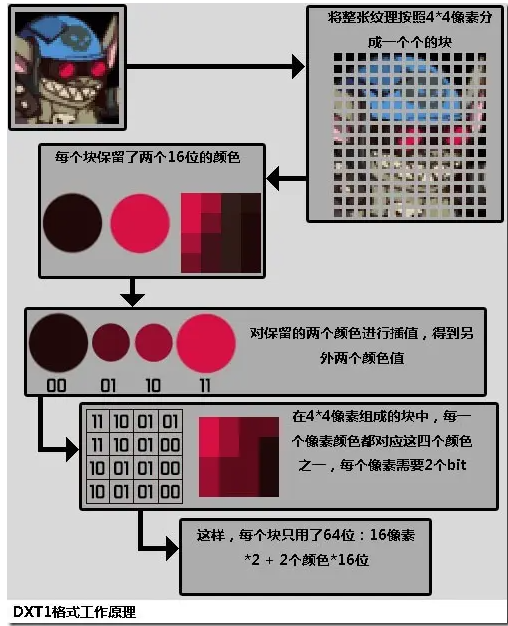 将整张纹理按照4*4像素分
成一个个的块
每个块保留了两个16位的颜色
对保留的两个颜色进行插值，得到另
外两个颜色值
00 01 10 11
11 10 01 01
11 10 01 00
10 01 01 00
10 01 01 00
在4*4像素组成的块中，每一
个像素颜色都对应这四个颜色
之一，每个像素需要2个bit
这样，每个块只用了64位：16像素
*2 + 2个颜色*16位
DXT1格式工作原理